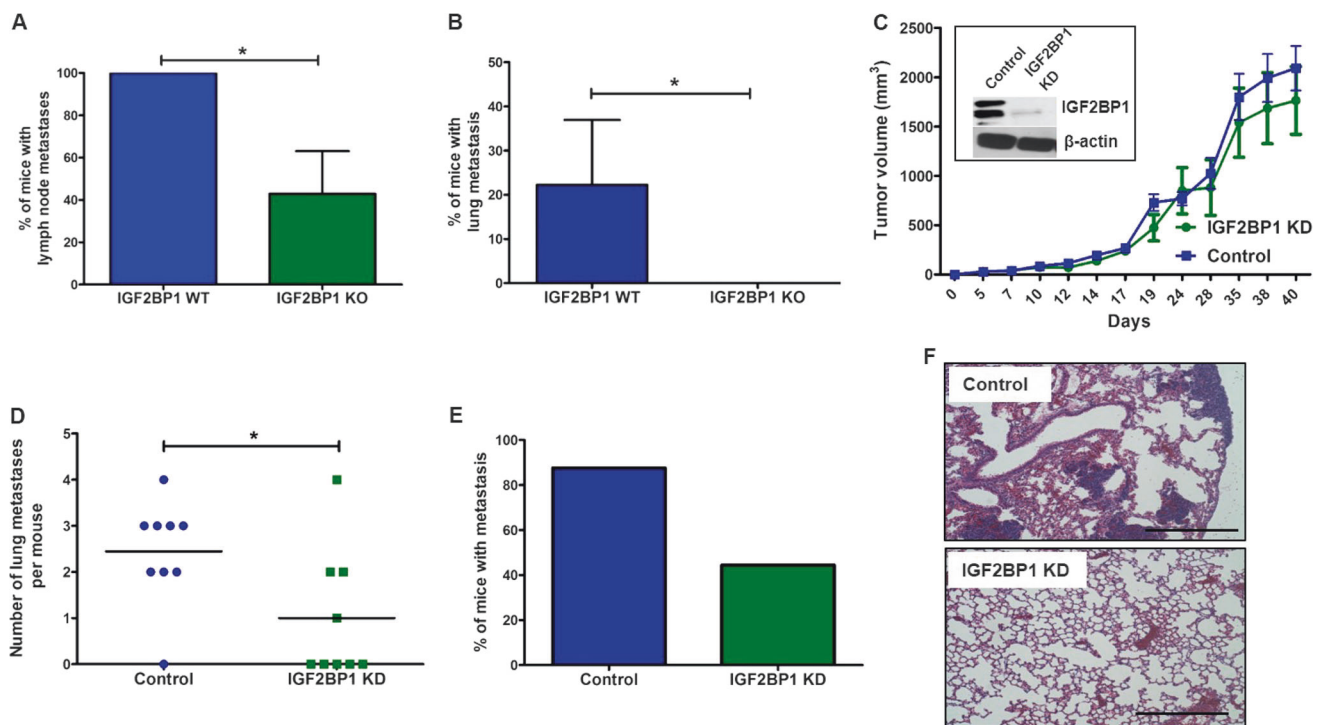 A
*
% of mice with
lymph node metastases
100
80
60
40
20
0
IGF2BP1 WT
IGF2BP1 KO
B
*
% of mice with
lung metastasis
50
40
30
20
10
0
IGF2BP1 WT
IGF2BP1 KO
C
Tumor volume (mm3)
2500
2000
1500
1000
500
0
Control
IGF2BP1
KD
IGF2BP1
β-actin
IGF2BP1 KD
Control
0
5
7
10
12
14
17
19
24
28
35
38
40
Days
D
*
Number of lung metastases
per mouse
5
4
3
2
1
0
Control
IGF2BP1 KD
E
% of mice with metastasis
100
80
60
40
20
0
Control
IGF2BP1 KD
F
Control
IGF2BP1 KD